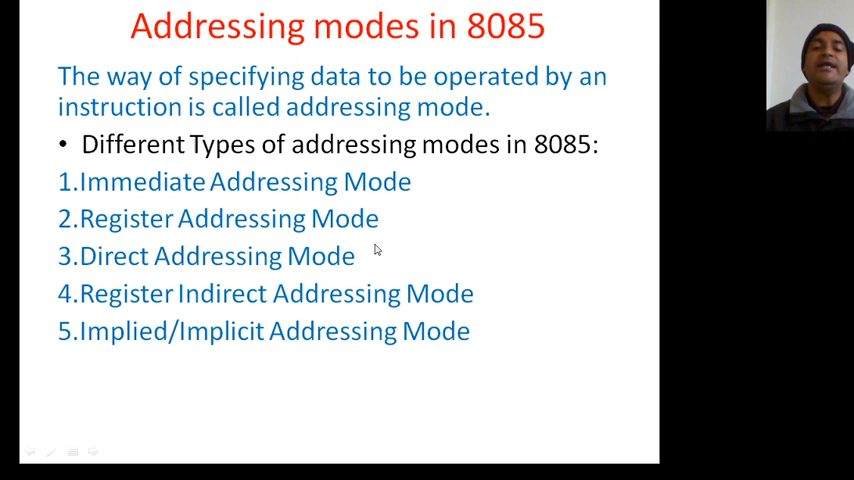 Addressing modes in 8085
The way of specifying data to be operated by an
instruction is called addressing mode.
• Different Types of addressing modes in 8085:
1.Immediate Addressing Mode
2.Register Addressing Mode
3.Direct Addressing Mode
4.Register Indirect Addressing Mode
5.Implied/Implicit Addressing Mode